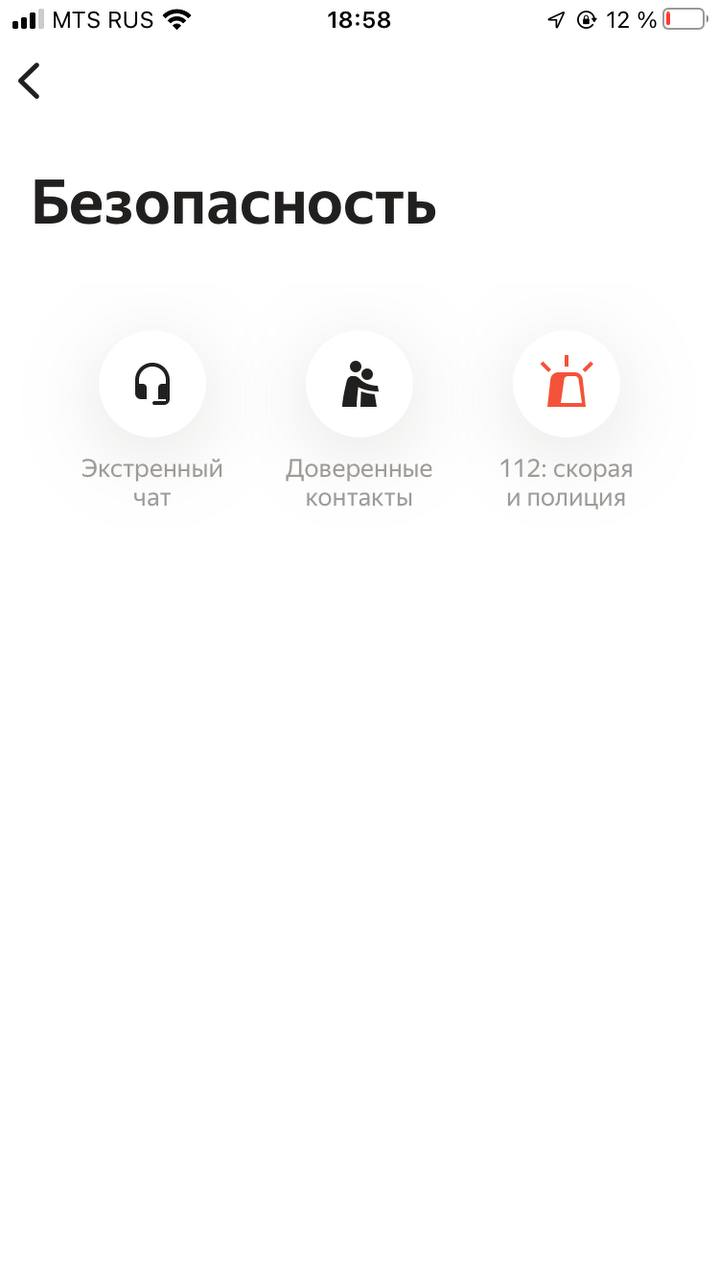 MTS RUS 18:58 12 %
Безопасность
Экстренный Доверенные 112: скорая
чат контакты и полиция